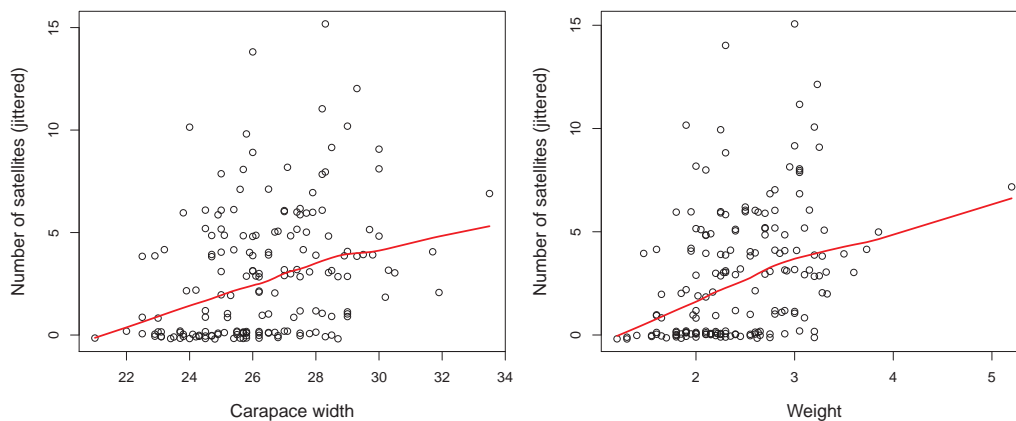 15
10
5
0
Number of satellites (jittered)
22 24 26 28 30 32 34
Carapace width
15
10
5
0
Number of satellites (jittered)
2 3 4 5
Weight